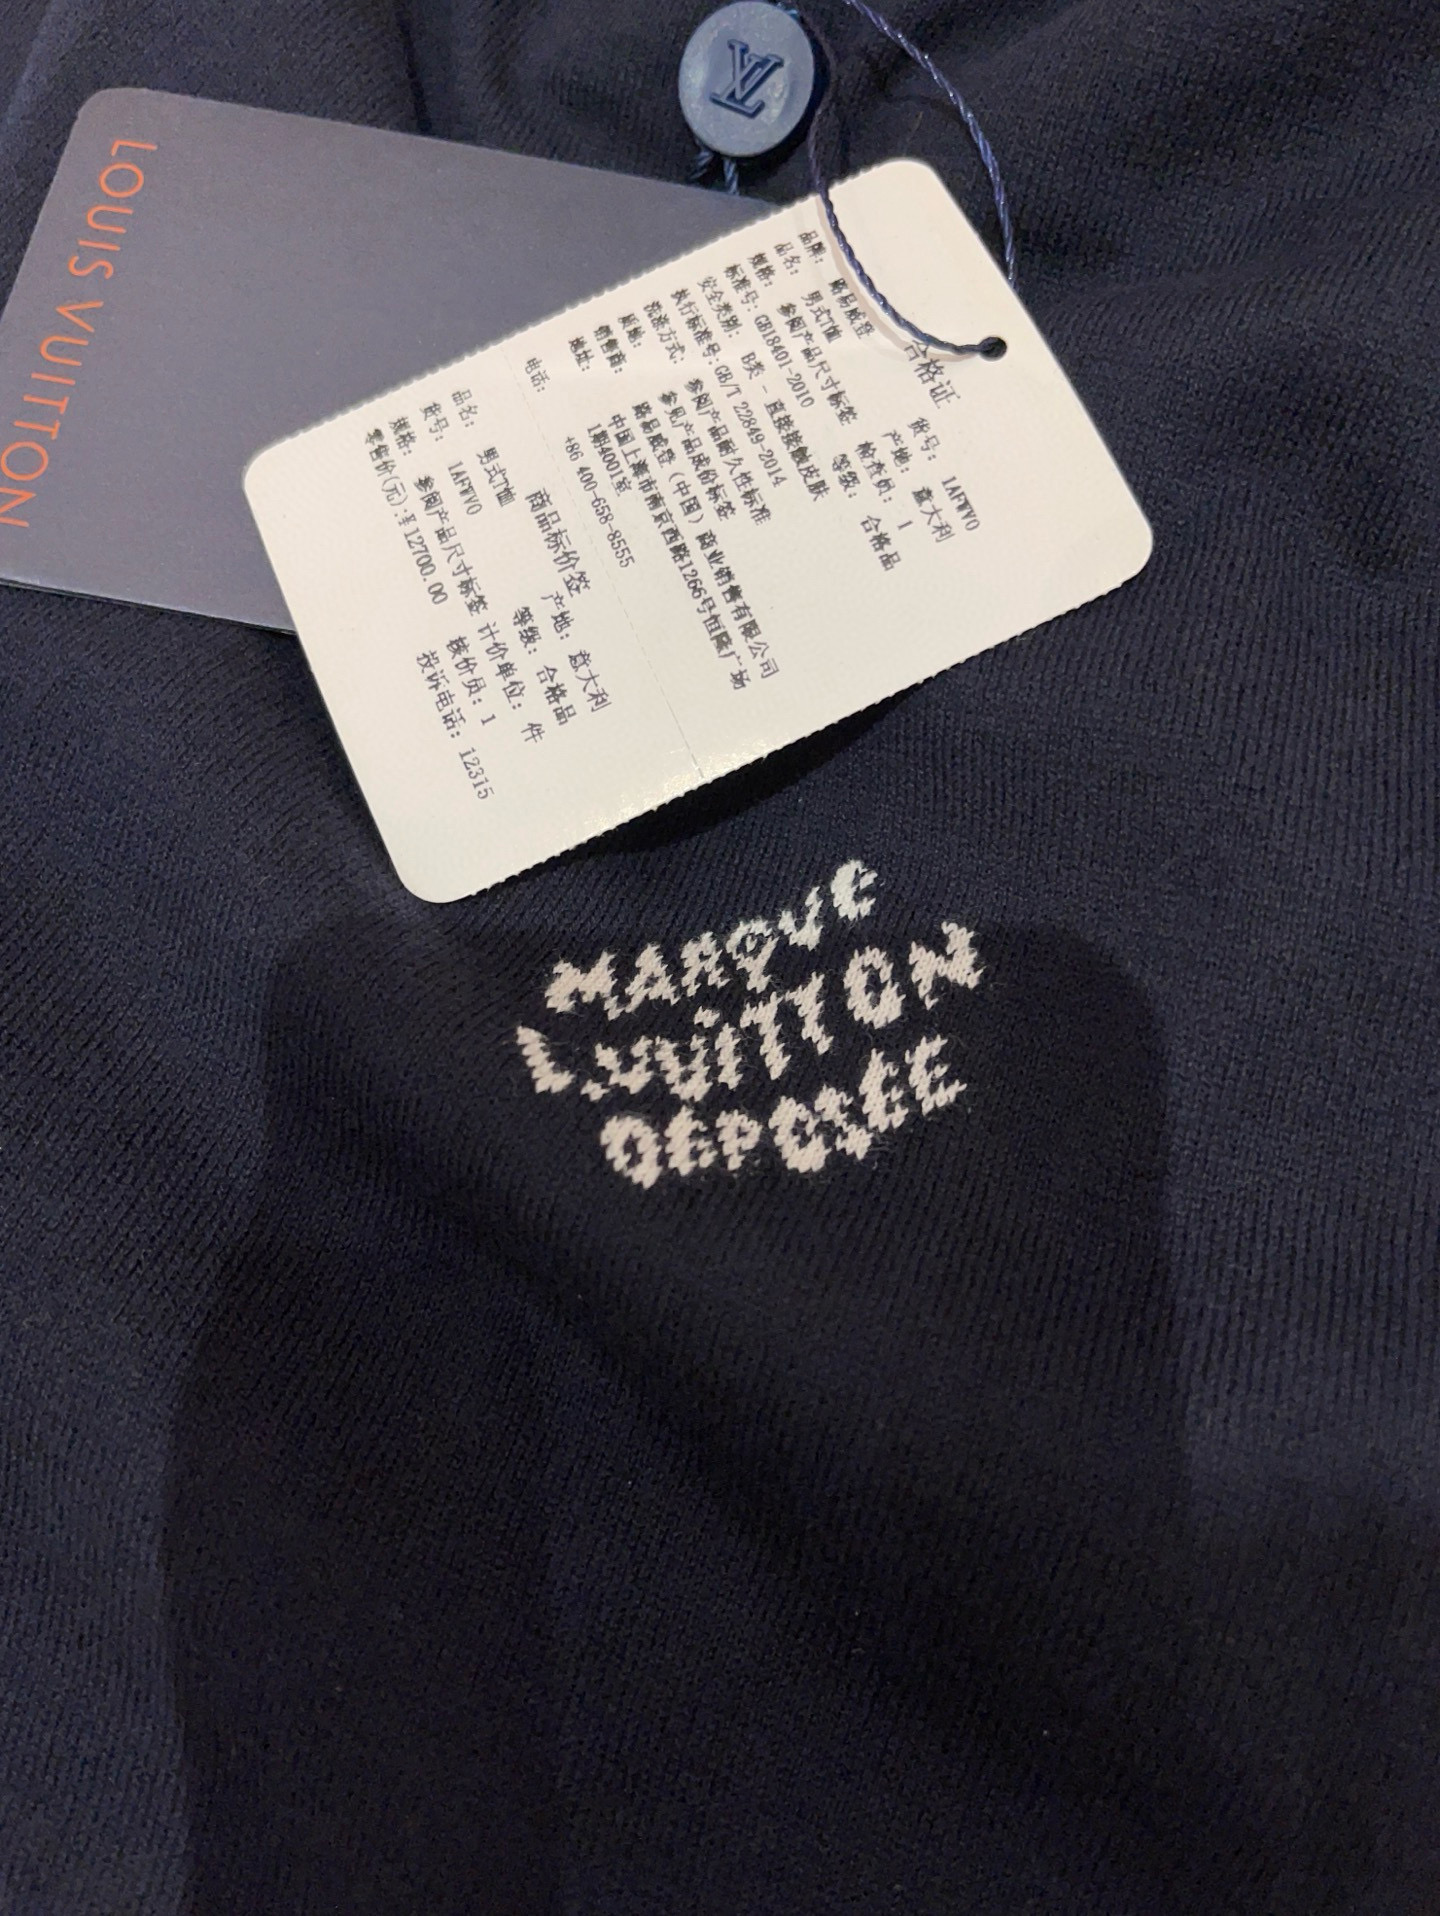 LV
LOUIS VUITTON
合格证
品牌: 路易威登
货号: 1AFWVO
品名: 男式T恤
产地: 意大利
规格: 参阅产品尺寸标签
检查员: 1
标准号: GB18401-2010
等级: 合格品
安全类别: B类 - 直接接触皮肤
执行标准号: GB/T 22849-2014
洗涤方式: 参阅产品耐久性标准
质地: 参见产品成份标签
销售商: 路易威登(中国)商业销售有限公司
地址: 中国上海市南京西路1266号恒隆广场
1期4001室
电话: +86 400-658-8555
商品标价签
品名: 男式T恤
产地: 意大利
货号: 1AFWVO
等级: 合格品
规格: 参阅产品尺寸标签
计价单位: 件
零售价(元):¥12700.00
核价员: 1
投诉电话: 12315
MARQVE
L.VUITTON
DEPOSEE